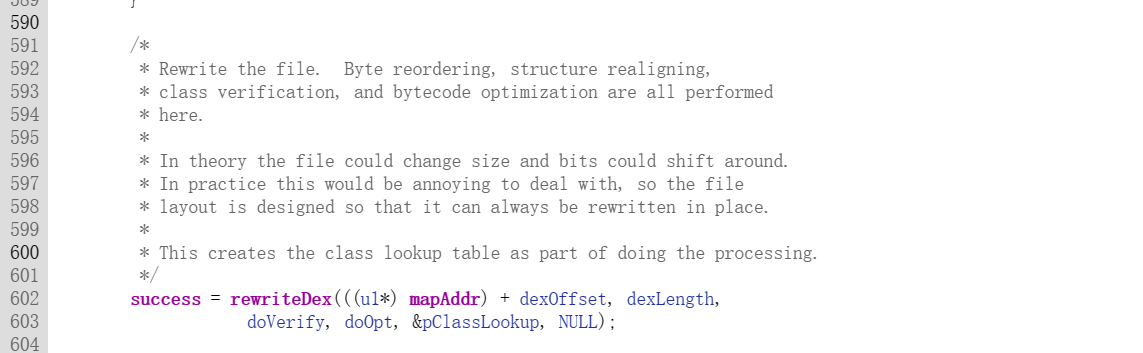 589         }
590
591         /*
592          * Rewrite the file.  Byte reordering, structure realigning,
593          * class verification, and bytecode optimization are all performed
594          * here.
595          *
596          * In theory the file could change size and bits could shift around.
597          * In practice this would be annoying to deal with, so the file
598          * layout is designed so that it can always be rewritten in place.
599          *
600          * This creates the class lookup table as part of doing the processing.
601          */
602         success = rewriteDex(((u1*) mapAddr) + dexOffset, dexLength,
603                     doVerify, doOpt, &pClassLookup, NULL);
604